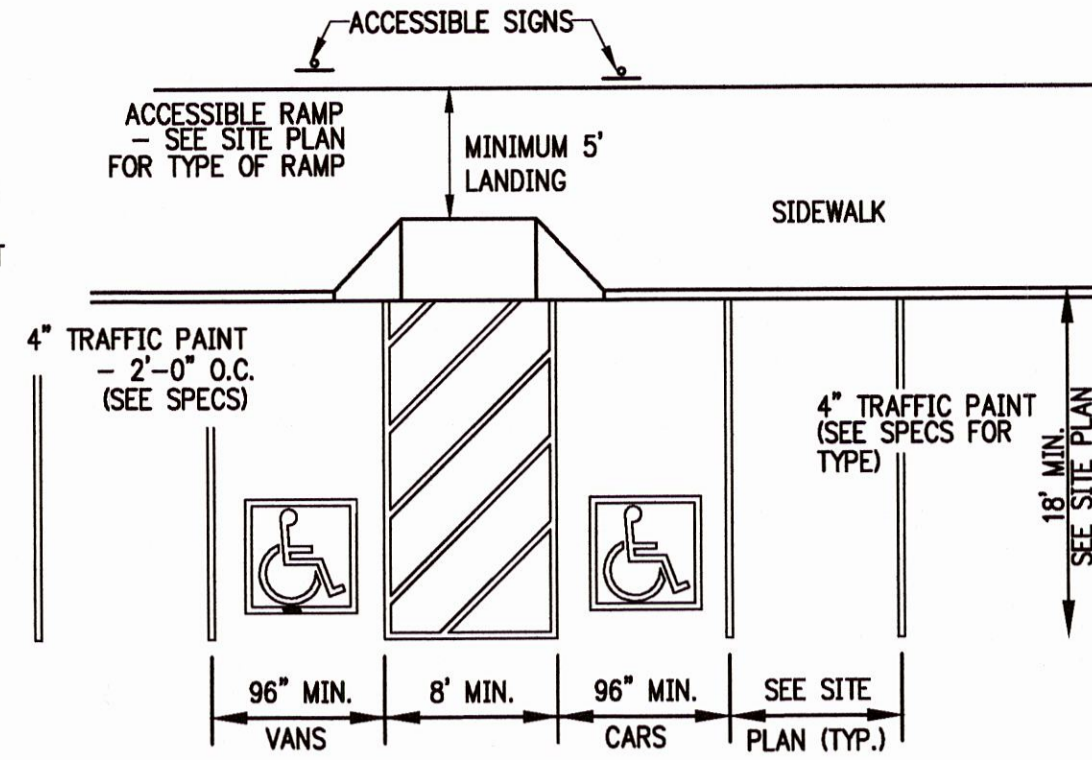 ACCESSIBLE SIGNS
ACCESSIBLE RAMP
– SEE SITE PLAN
FOR TYPE OF RAMP
MINIMUM 5'
LANDING
SIDEWALK
T
4" TRAFFIC PAINT
– 2'-0" O.C.
(SEE SPECS)
4" TRAFFIC PAINT
(SEE SPECS FOR
TYPE)
18' MIN.
SEE SITE PLAN
96" MIN.
VANS
8' MIN.
96" MIN.
CARS
SEE SITE
PLAN (TYP.)